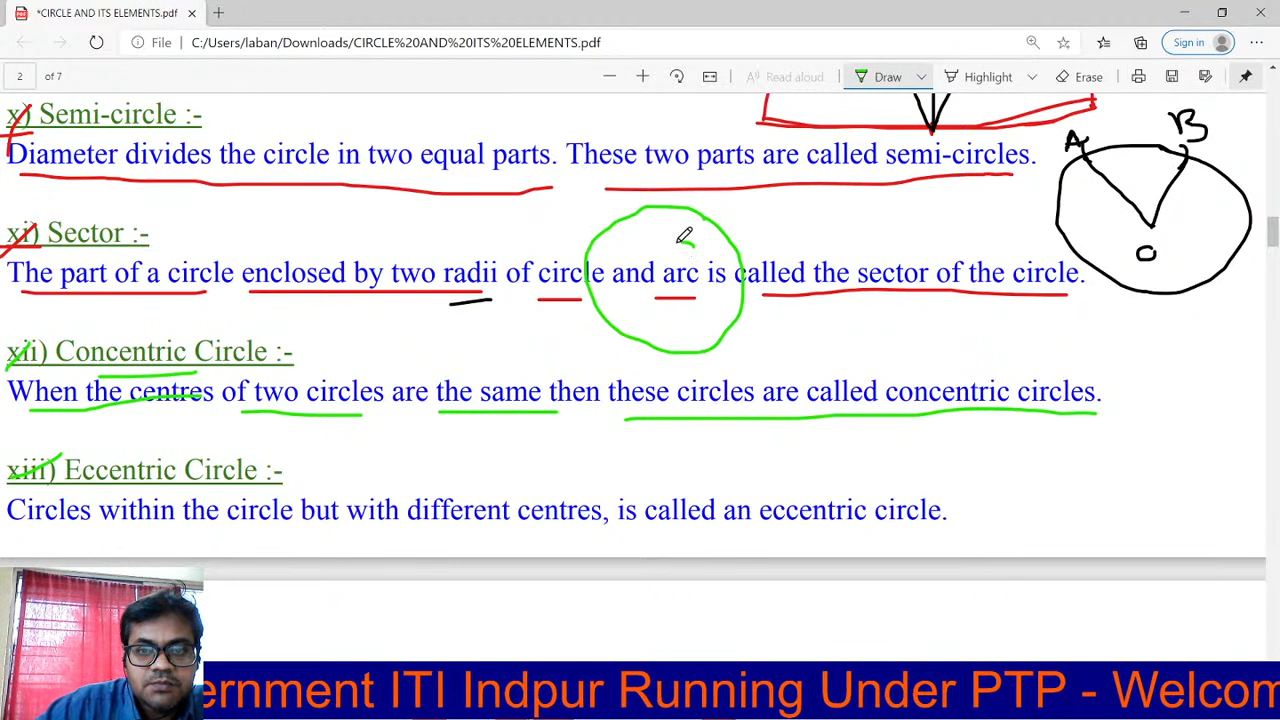 *CIRCLE AND ITS ELEMENTS.pdf
File C:/Users/laban/Downloads/CIRCLE%20AND%20ITS%20ELEMENTS.pdf Sign in
2 of 7 Read aloud Draw Highlight Erase
x) Semi-circle :-
Diameter divides the circle in two equal parts. These two parts are called semi-circles.
A B
O
xi) Sector :-
The part of a circle enclosed by two radii of circle and arc is called the sector of the circle.
xii) Concentric Circle :-
When the centres of two circles are the same then these circles are called concentric circles.
xiii) Eccentric Circle :-
Circles within the circle but with different centres, is called an eccentric circle.
ernment ITI Indpur Running Under PTP - Welcom